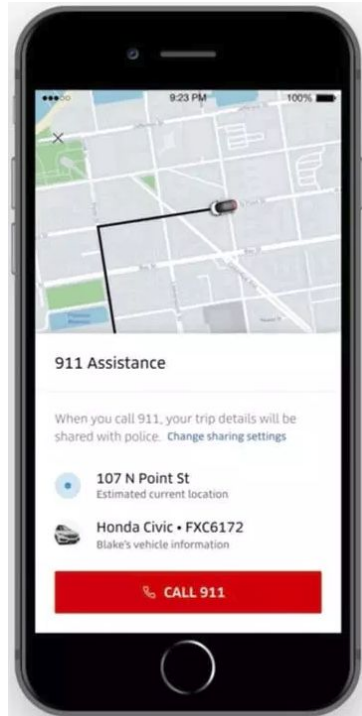 9:23 PM
100%
911 Assistance
When you call 911, your trip details will be
shared with police. Change sharing settings
107 N Point St
Estimated current location
Honda Civic • FXC6172
Blake's vehicle information
CALL 911